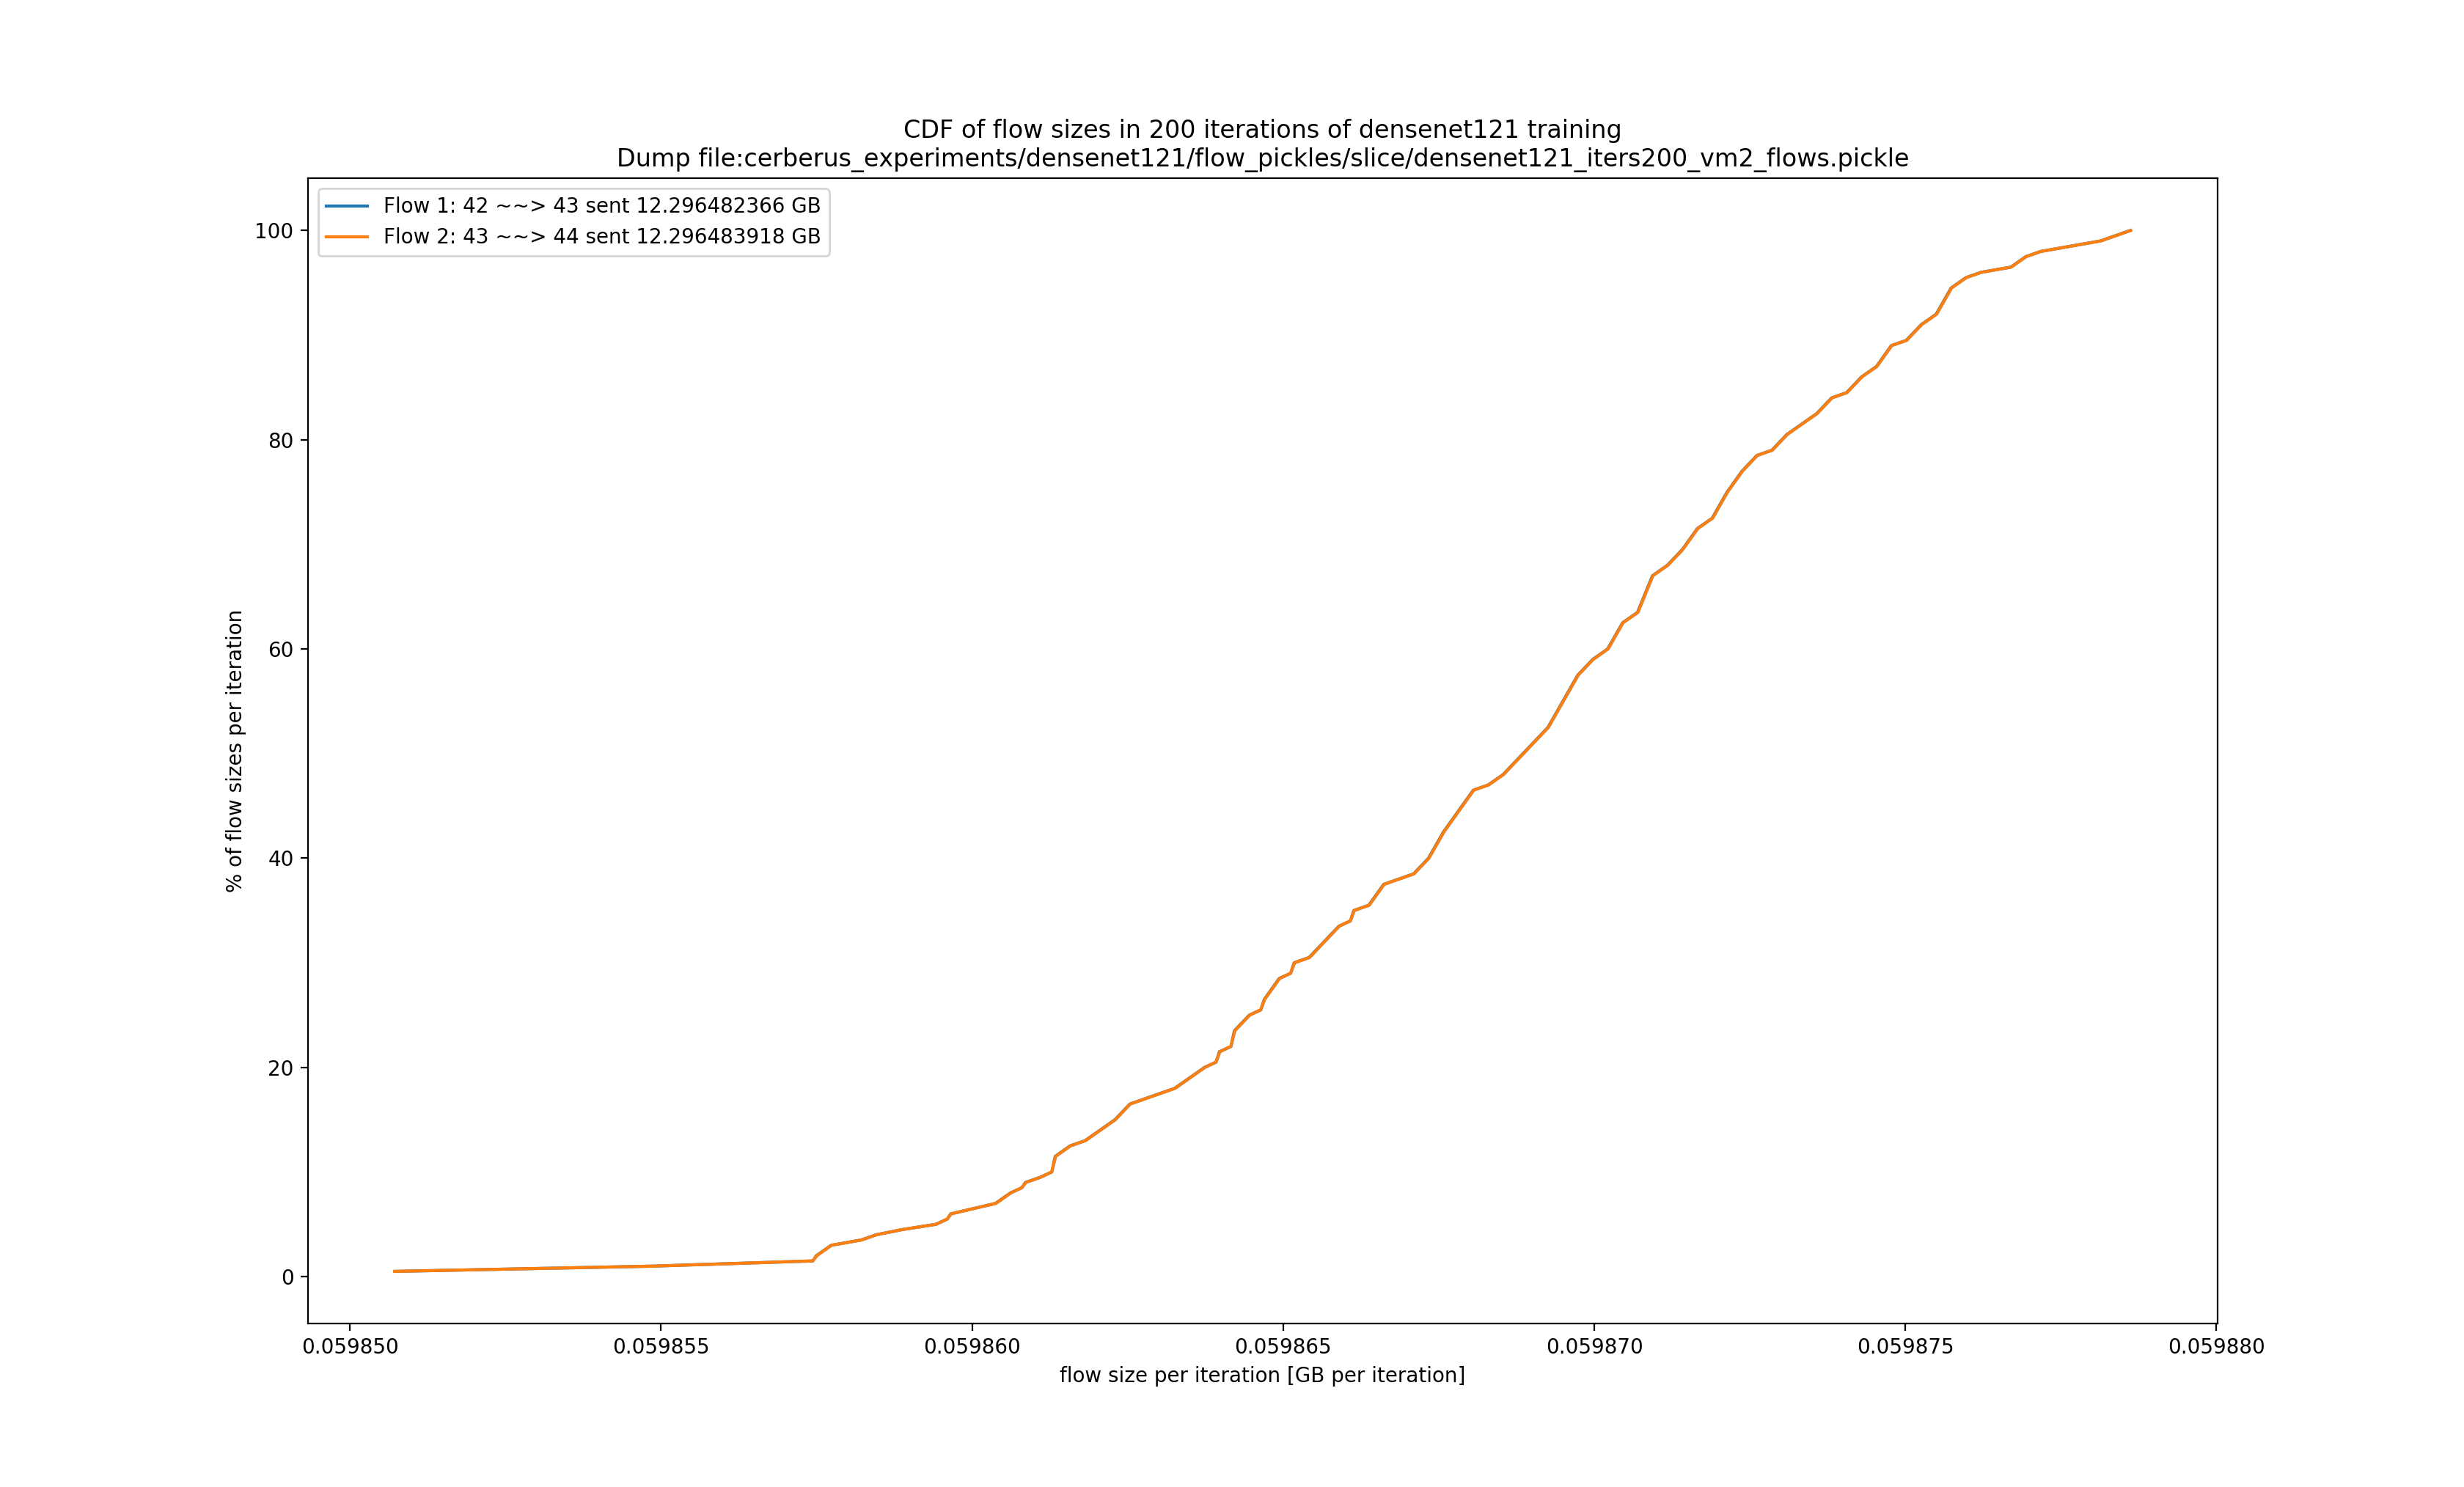 CDF of flow sizes in 200 iterations of densenet121 training
Dump file:cerberus_experiments/densenet121/flow_pickles/slice/densenet121_iters200_vm2_flows.pickle
Flow 1: 42 ~~> 43 sent 12.296482366 GB
Flow 2: 43 ~~> 44 sent 12.296483918 GB
100
80
60
40
20
0
% of flow sizes per iteration
0.059850 0.059855 0.059860 0.059865 0.059870 0.059875 0.059880
flow size per iteration [GB per iteration]